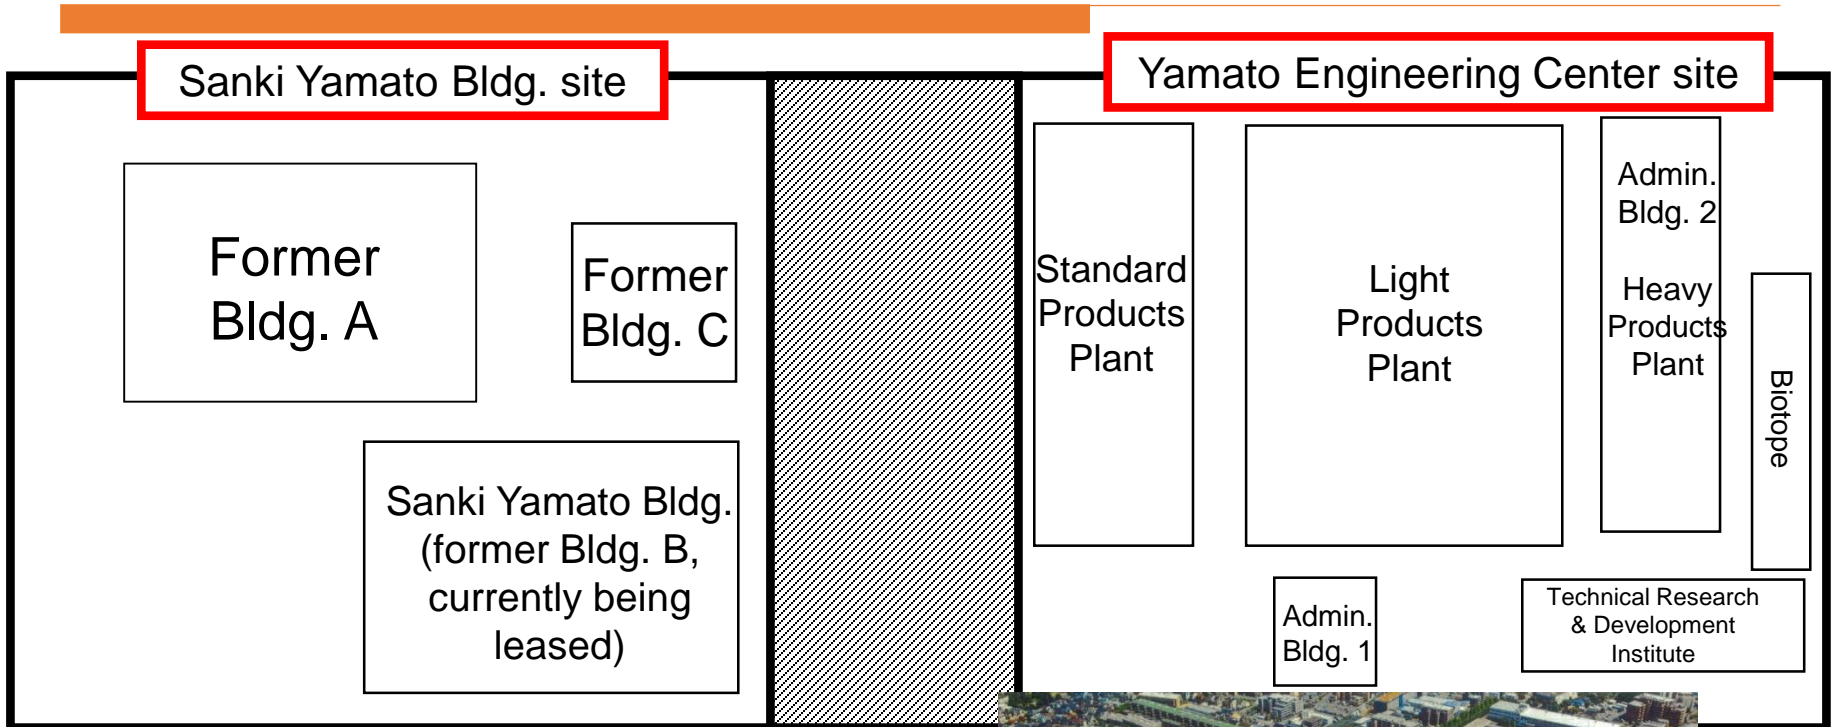 Sanki Yamato Bldg. site
Yamato Engineering Center site
Former
Bldg. A
Former
Bldg. C
Sanki Yamato Bldg.
(former Bldg. B,
currently being
leased)
Standard
Products
Plant
Light
Products
Plant
Admin.
Bldg. 2
Heavy
Products
Plant
Biotope
Admin.
Bldg. 1
Technical Research
& Development
Institute